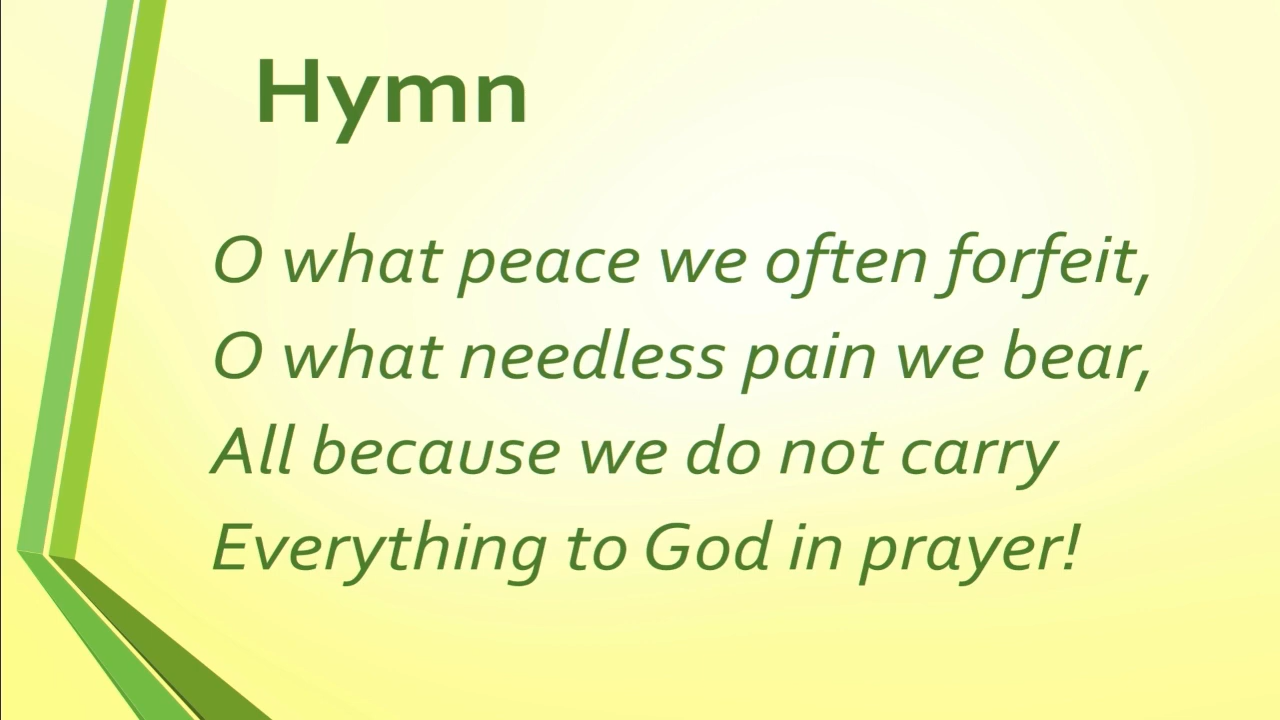 Hymn
O what peace we often forfeit,
O what needless pain we bear,
All because we do not carry
Everything to God in prayer!